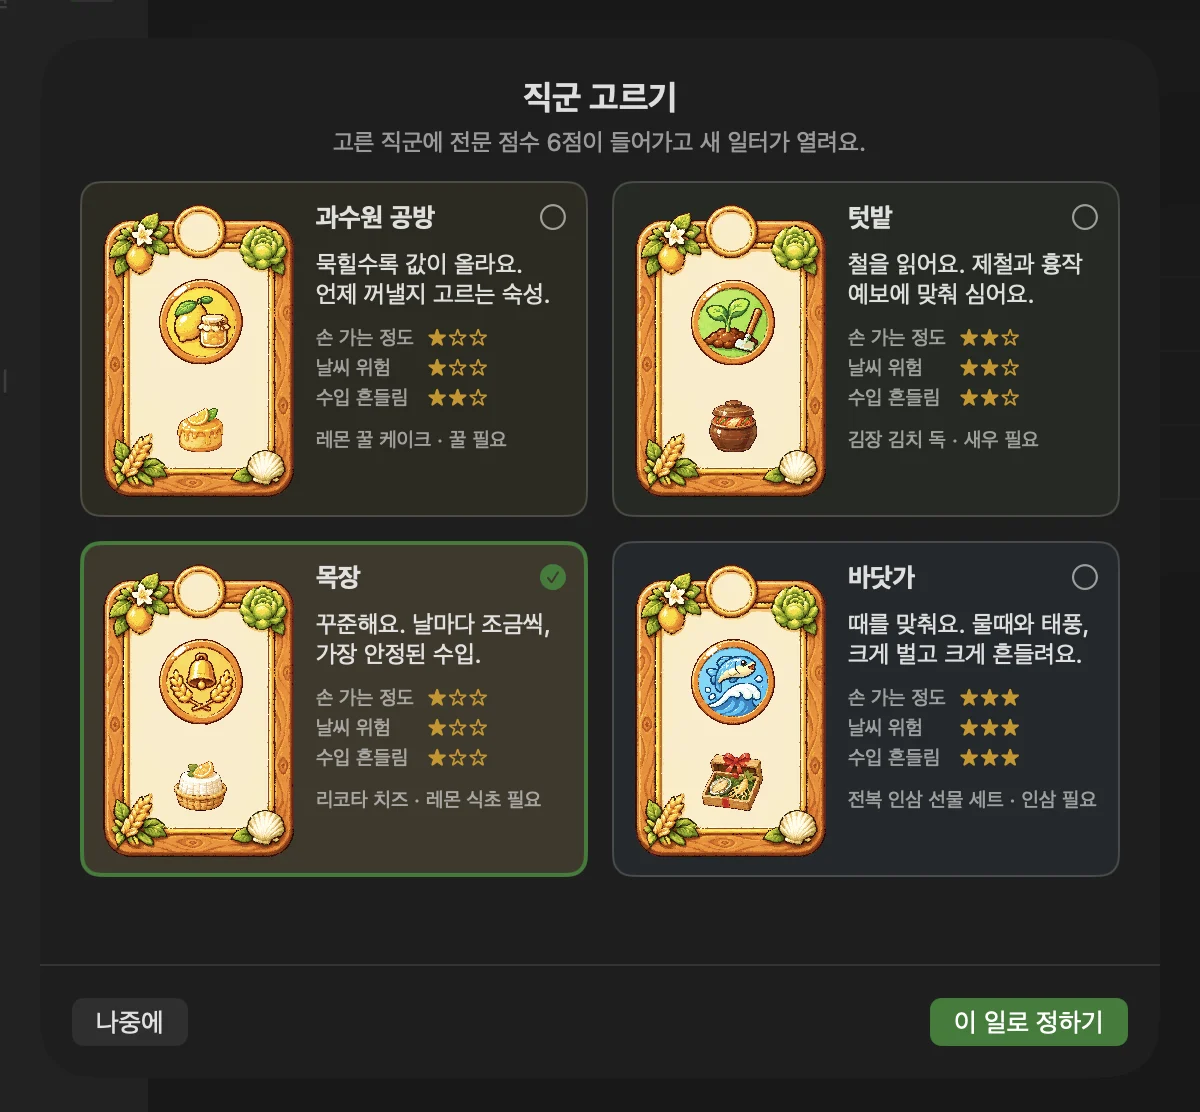 직군 고르기
고른 직군에 전문 점수 6점이 들어가고 새 일터가 열려요.
과수원 공방
묵힐수록 값이 올라요.
언제 꺼낼지 고르는 숙성.
손 가는 정도 ★☆☆
날씨 위험 ★☆☆
수입 흔들림 ★★☆
레몬 꿀 케이크 · 꿀 필요
텃밭
철을 읽어요. 제철과 흉작
예보에 맞춰 심어요.
손 가는 정도 ★★☆
날씨 위험 ★★☆
수입 흔들림 ★★☆
김장 김치 독 · 새우 필요
목장
꾸준해요. 날마다 조금씩,
가장 안정된 수입.
손 가는 정도 ★☆☆
날씨 위험 ★☆☆
수입 흔들림 ★☆☆
리코타 치즈 · 레몬 식초 필요
바닷가
때를 맞춰요. 물때와 태풍,
크게 벌고 크게 흔들려요.
손 가는 정도 ★★★
날씨 위험 ★★★
수입 흔들림 ★★★
전복 인삼 선물 세트 · 인삼 필요
나중에
이 일로 정하기